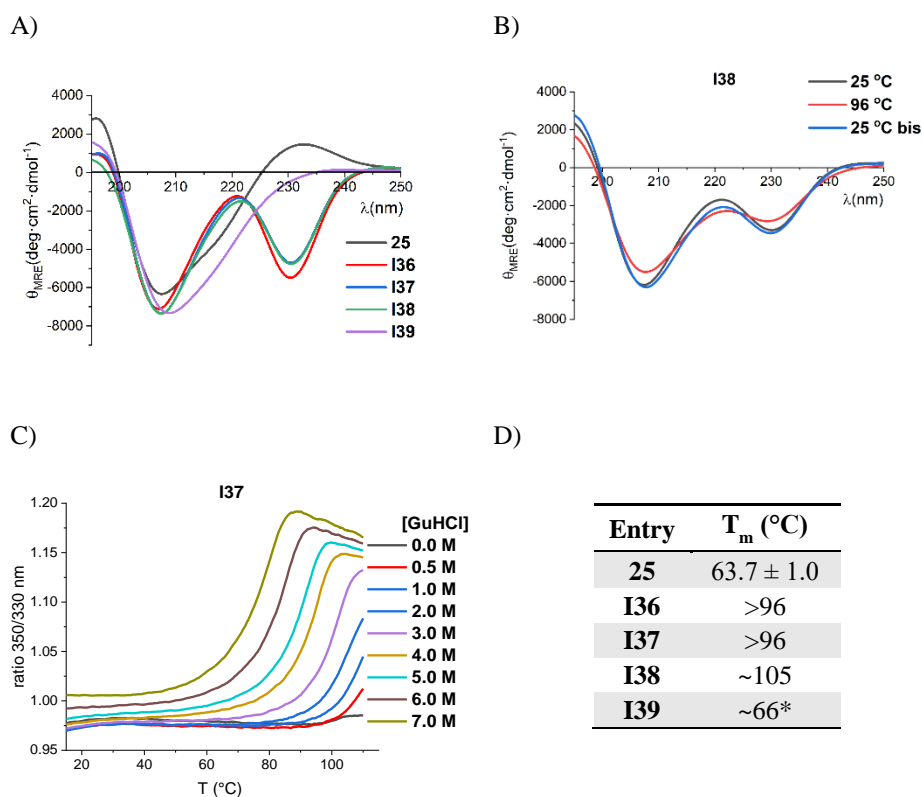 A)
B)
4000
2000
0
-2000
-4000
-6000
-8000
200
210
220
230
240
250
λ(nm)
θMRE(deg·cm²·dmol⁻¹)
25
I36
I37
I38
I39
I38
25 °C
96 °C
25 °C bis
4000
2000
0
-2000
-4000
-6000
-8000
200
210
220
230
240
250
λ(nm)
θMRE(deg·cm²·dmol⁻¹)
C)
D)
I37
1.20
1.15
1.10
1.05
1.00
0.95
20
40
60
80
100
T (°C)
ratio 350/330 nm
[GuHCl]
0.0 M
0.5 M
1.0 M
2.0 M
3.0 M
4.0 M
5.0 M
6.0 M
7.0 M
Entry Tm (°C)
25 63.7 ± 1.0
I36 >96
I37 >96
I38 ~105
I39 ~66*